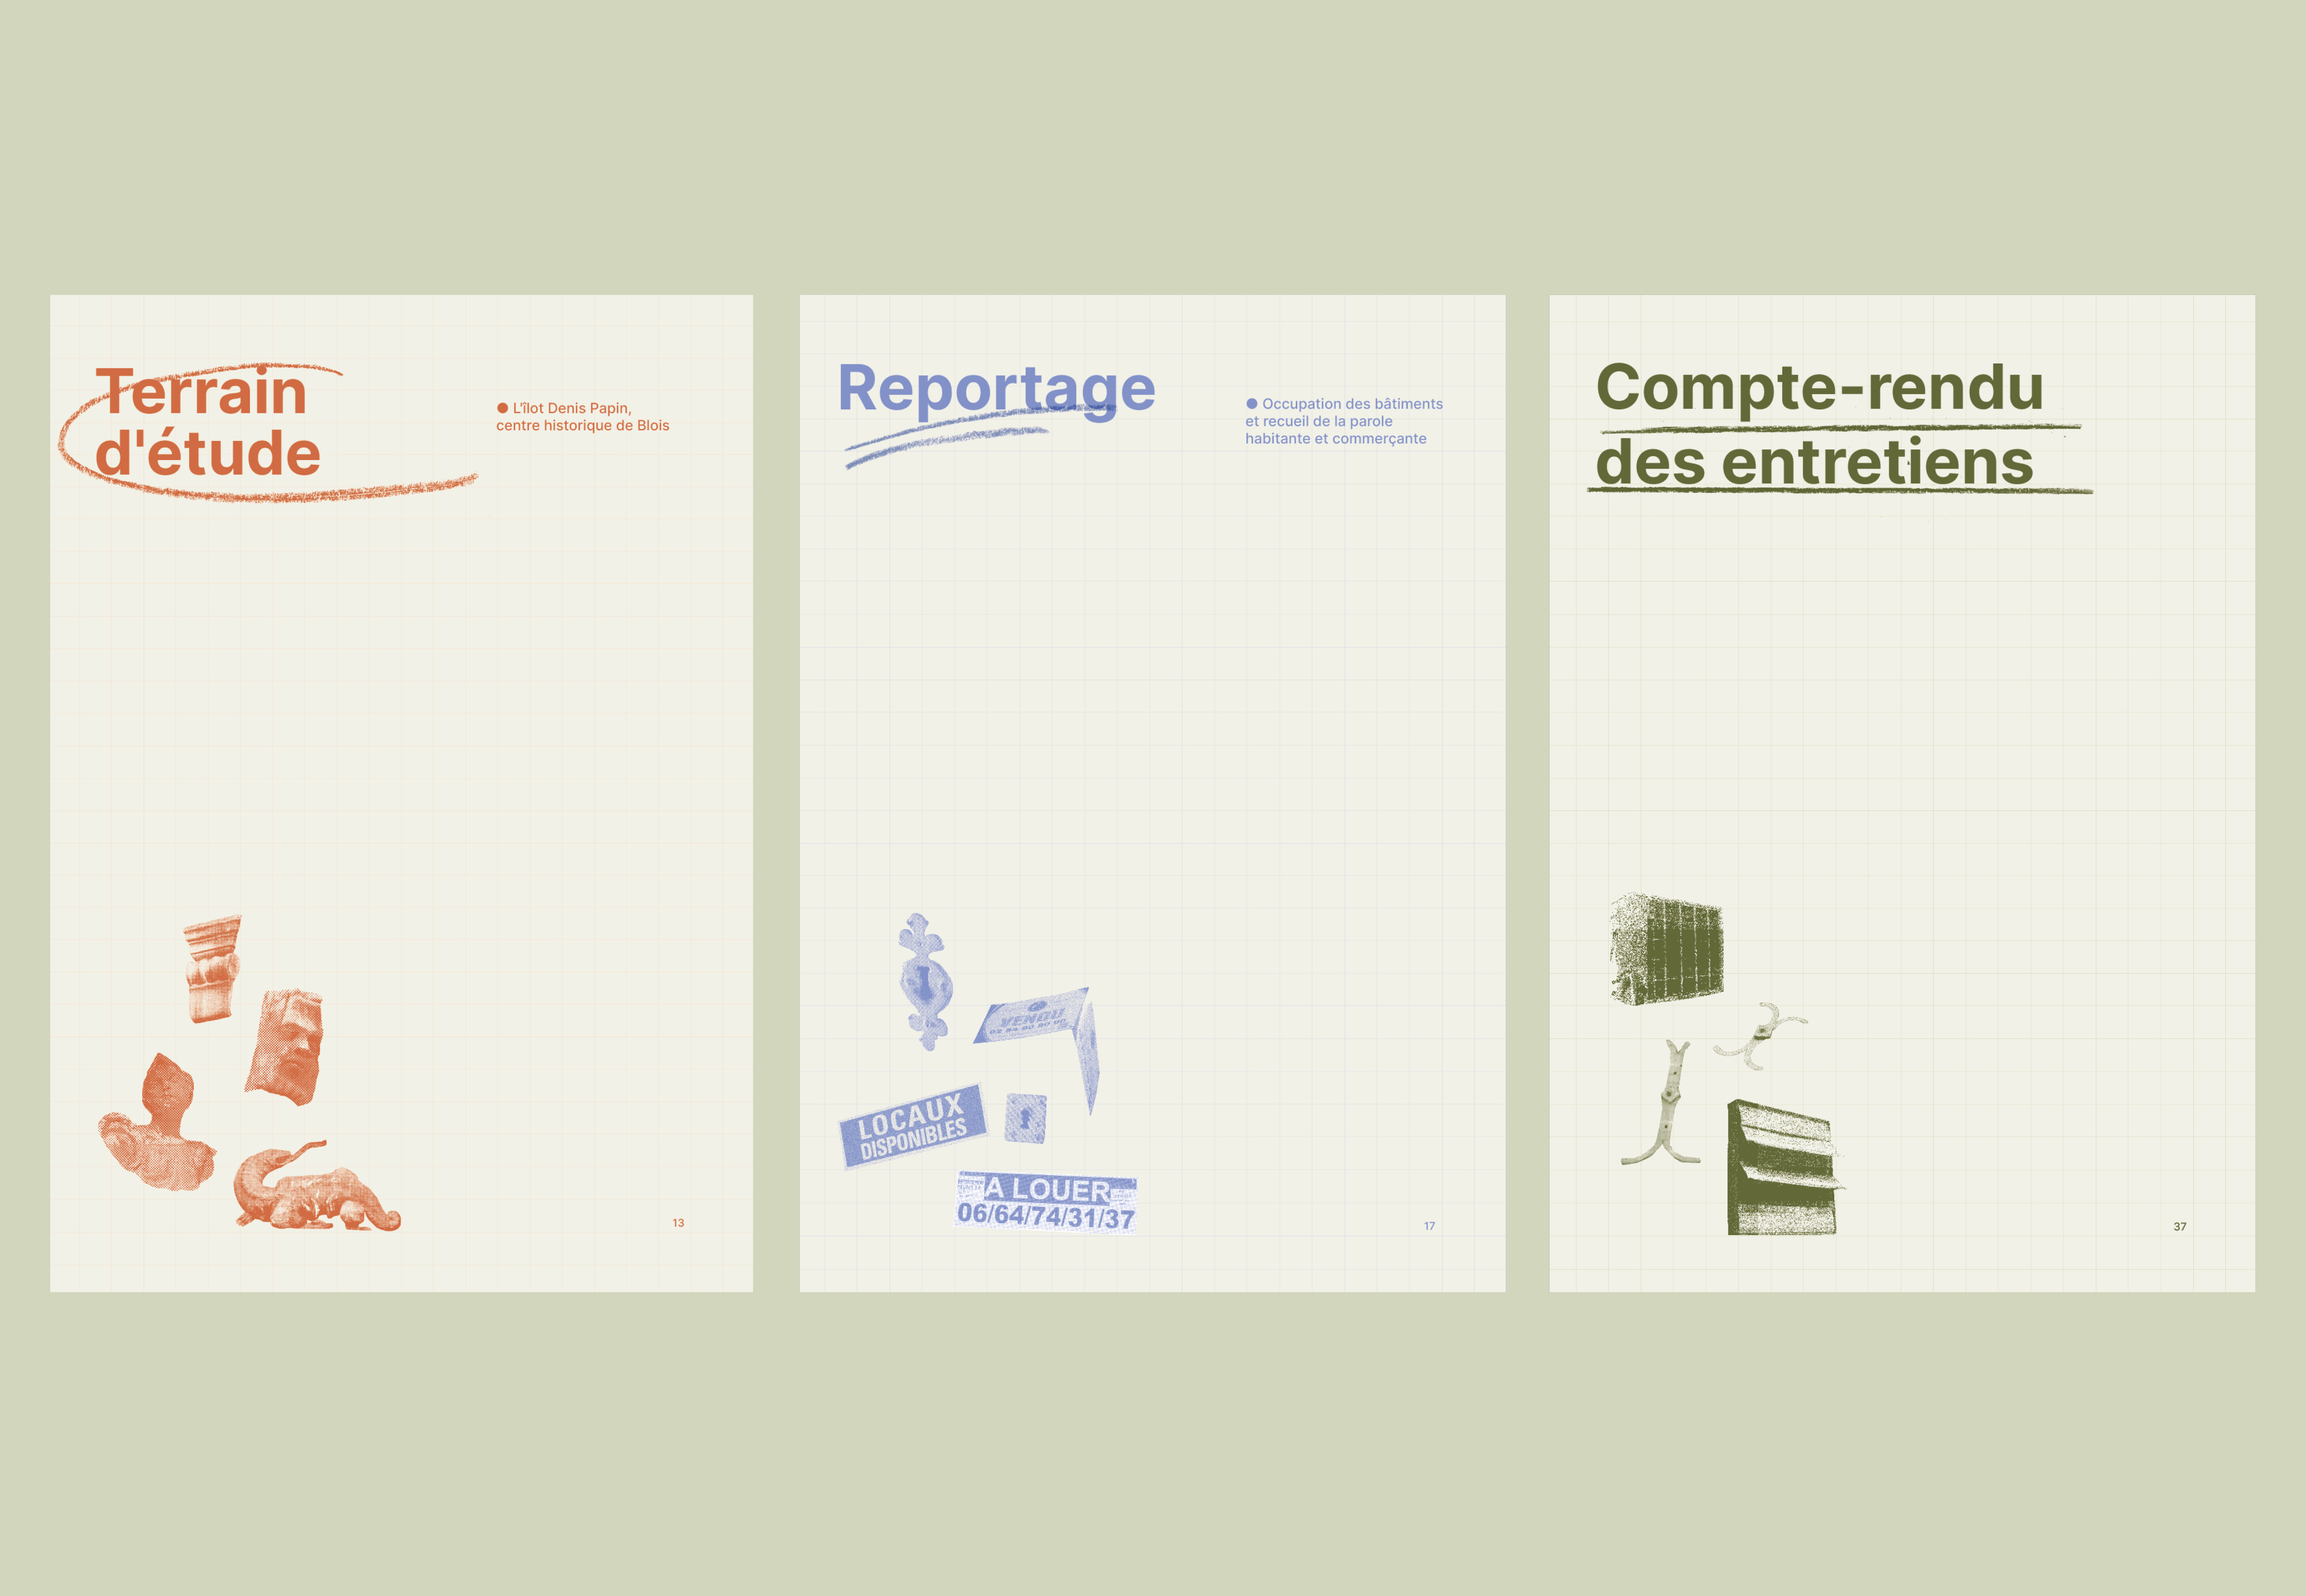 Terrain
d'étude
● L'îlot Denis Papin,
centre historique de Blois
13
Reportage
● Occupation des bâtiments
et recueil de la parole
habitante et commerçante
VENDU
LOCAUX
DISPONIBLES
A LOUER
06/64/74/31/37
17
Compte-rendu
des entretiens
37